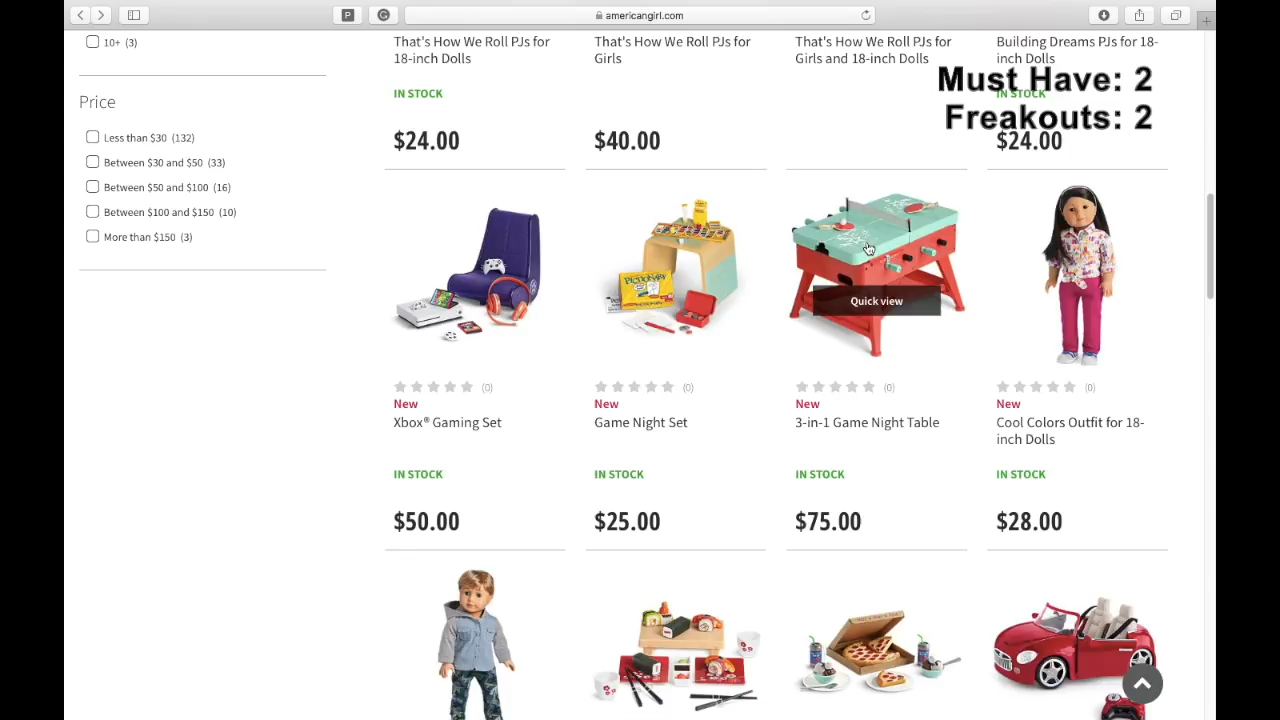 P
americangirl.com
10+ (3)
Price
Less than $30 (132)
Between $30 and $50 (33)
Between $50 and $100 (16)
Between $100 and $150 (10)
More than $150 (3)
Must Have: 2
Freakouts: 2
That's How We Roll PJs for
18-inch Dolls
IN STOCK
$24.00
That's How We Roll PJs for
Girls
$40.00
That's How We Roll PJs for
Girls and 18-inch Dolls
Building Dreams PJs for 18-
inch Dolls
IN STOCK
$24.00
New
Xbox® Gaming Set
(0)
IN STOCK
$50.00
PICTIONARY
(0)
New
Game Night Set
IN STOCK
$25.00
Quick view
(0)
New
3-in-1 Game Night Table
IN STOCK
$75.00
(0)
New
Cool Colors Outfit for 18-
inch Dolls
IN STOCK
$28.00